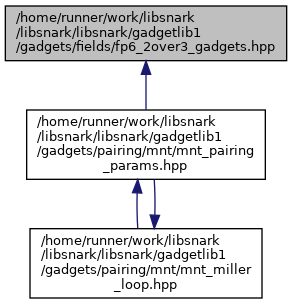 /home/runner/work/libsnark
/libsnark/libsnark/gadgetlib1
/gadgets/fields/fp6_2over3_gadgets.hpp
/home/runner/work/libsnark
/libsnark/libsnark/gadgetlib1
/gadgets/pairing/mnt/mnt_pairing
_params.hpp
/home/runner/work/libsnark
/libsnark/libsnark/gadgetlib1
/gadgets/pairing/mnt/mnt_miller
_loop.hpp